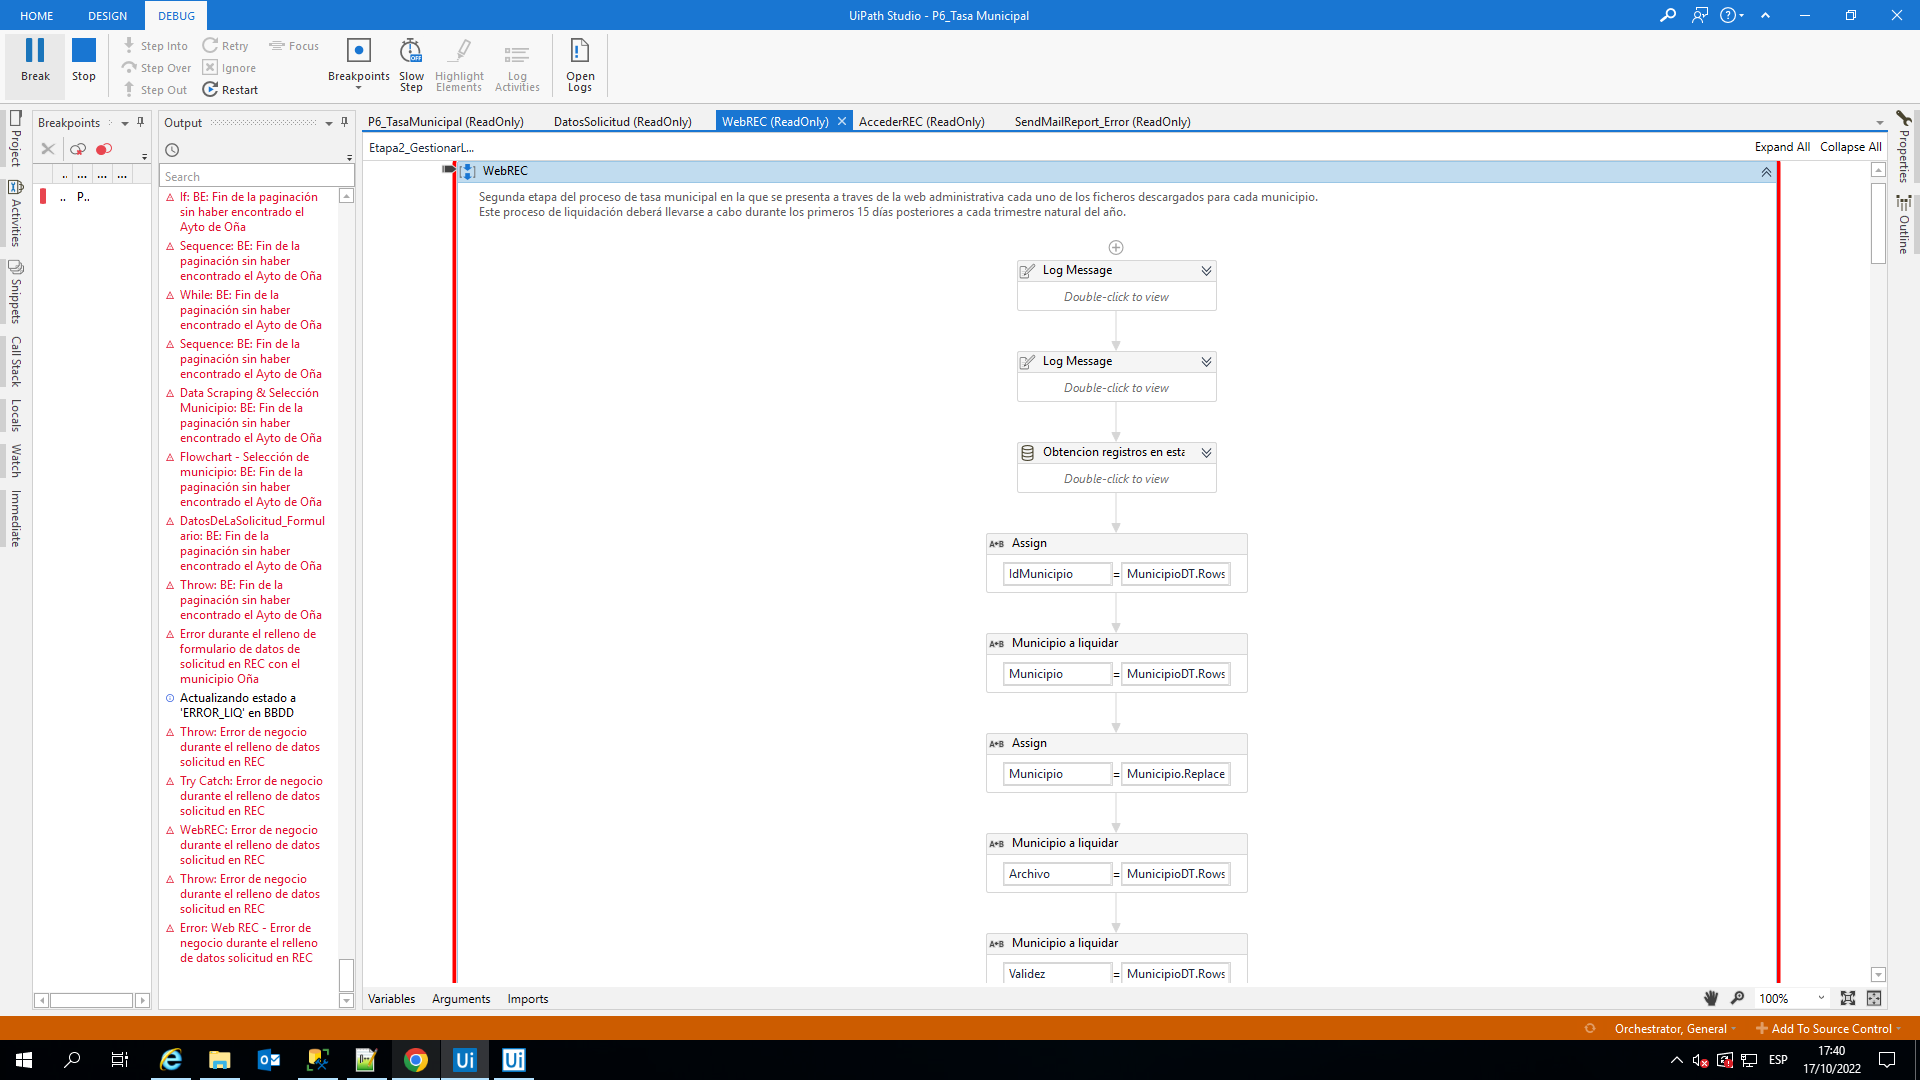 HOME
DESIGN
DEBUG
UiPath Studio - P6_Tasa Municipal
Break
Stop
Step Into
Step Over
Step Out
Retry
Ignore
Restart
Focus
Breakpoints
Slow
Step
Highlight
Elements
Log
Activities
Open
Logs
Project
Activities
Snippets
Call Stack
Locals
Watch
Immediate
Breakpoints
.. ... ... ...
.. P..
Output
Search
If: BE: Fin de la paginación
sin haber encontrado el
Ayto de Oña
Sequence: BE: Fin de la
paginación sin haber
encontrado el Ayto de Oña
While: BE: Fin de la
paginación sin haber
encontrado el Ayto de Oña
Sequence: BE: Fin de la
paginación sin haber
encontrado el Ayto de Oña
Data Scraping & Selección
Municipio: BE: Fin de la
paginación sin haber
encontrado el Ayto de Oña
Flowchart - Selección de
municipio: BE: Fin de la
paginación sin haber
encontrado el Ayto de Oña
DatosDeLaSolicitud_Formul
ario: BE: Fin de la
paginación sin haber
encontrado el Ayto de Oña
Throw: BE: Fin de la
paginación sin haber
encontrado el Ayto de Oña
Error durante el relleno de
formulario de datos de
solicitud en REC con el
municipio Oña
Actualizando estado a
'ERROR_LIQ' en BBDD
Throw: Error de negocio
durante el relleno de datos
solicitud en REC
Try Catch: Error de negocio
durante el relleno de datos
solicitud en REC
WebREC: Error de negocio
durante el relleno de datos
solicitud en REC
Throw: Error de negocio
durante el relleno de datos
solicitud en REC
Error: Web REC - Error de
negocio durante el relleno
de datos solicitud en REC
P6_TasaMunicipal (ReadOnly)
DatosSolicitud (ReadOnly)
WebREC (ReadOnly)
AccederREC (ReadOnly)
SendMailReport_Error (ReadOnly)
Etapa2_GestionarL...
Expand All
Collapse All
WebREC
Segunda etapa del proceso de tasa municipal en la que se presenta a traves de la web administrativa cada uno de los ficheros descargados para cada municipio.
Este proceso de liquidación deberá llevarse a cabo durante los primeros 15 días posteriores a cada trimestre natural del año.
Log Message
Double-click to view
Log Message
Double-click to view
Obtencion registros en esta
Double-click to view
A+B Assign
IdMunicipio = MunicipioDT.Rows
A+B Municipio a liquidar
Municipio = MunicipioDT.Rows
A+B Assign
Municipio = Municipio.Replace
A+B Municipio a liquidar
Archivo = MunicipioDT.Rows
A+B Municipio a liquidar
Validez = MunicipioDT.Rows
Properties
Outline
Variables
Arguments
Imports
100%
Orchestrator, General
Add To Source Control
Ui
Ui
ESP
17:40
17/10/2022